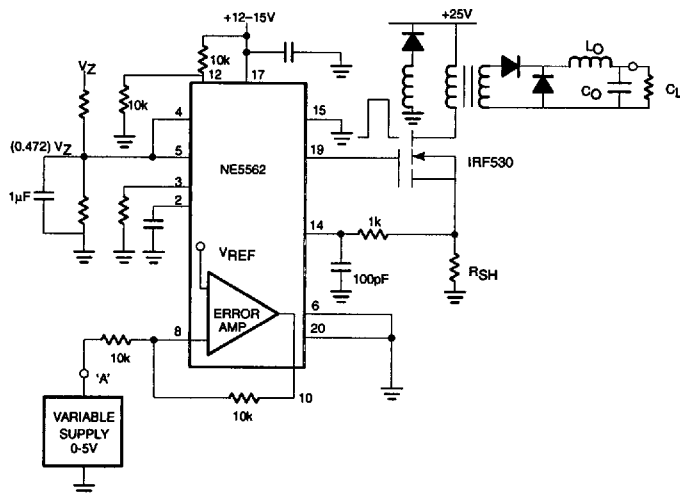 +12–15V
+25V
VZ
10k
12
17
10k
LO
CO
CL
4
15
(0.472) VZ
5
19
NE5562
IRF530
1µF
3
2
14
1k
VREF
100pF
RSH
ERROR
AMP
6
20
8
10k
'A'
10k
10
VARIABLE
SUPPLY
0-5V